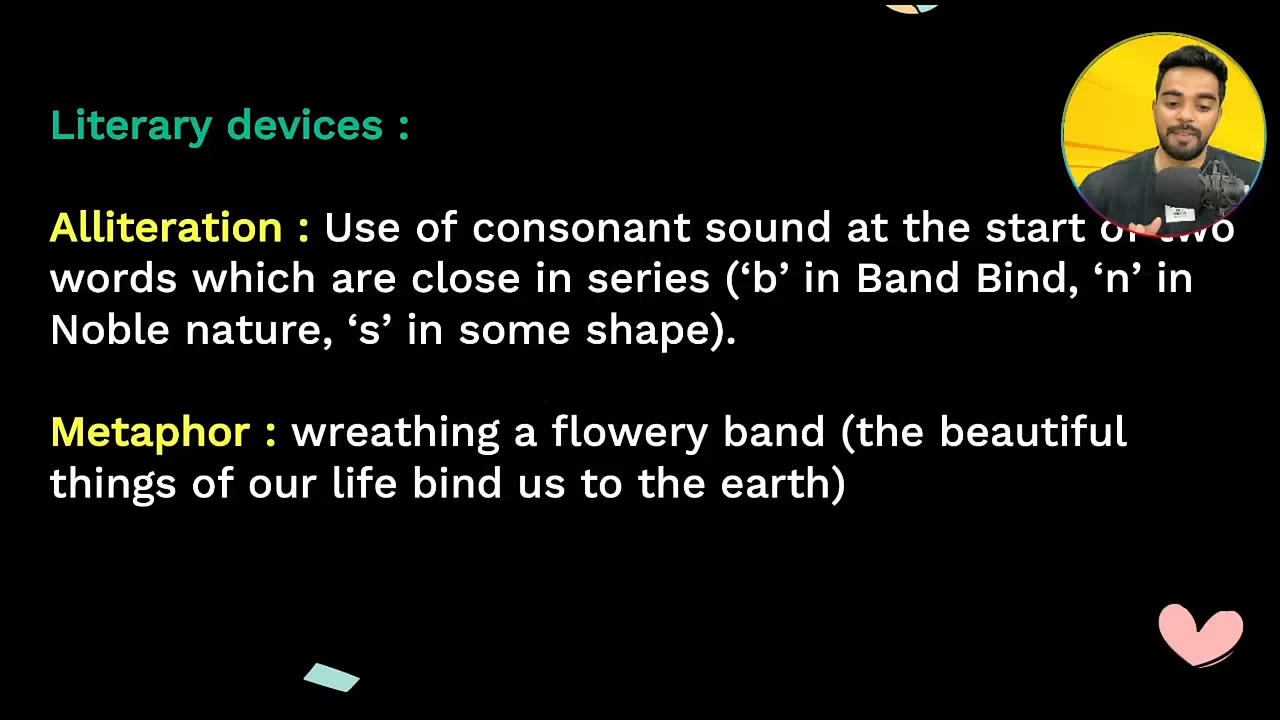 Literary devices :
Alliteration : Use of consonant sound at the start of two
words which are close in series (‘b’ in Band Bind, ‘n’ in
Noble nature, ‘s’ in some shape).
Metaphor : wreathing a flowery band (the beautiful
things of our life bind us to the earth)